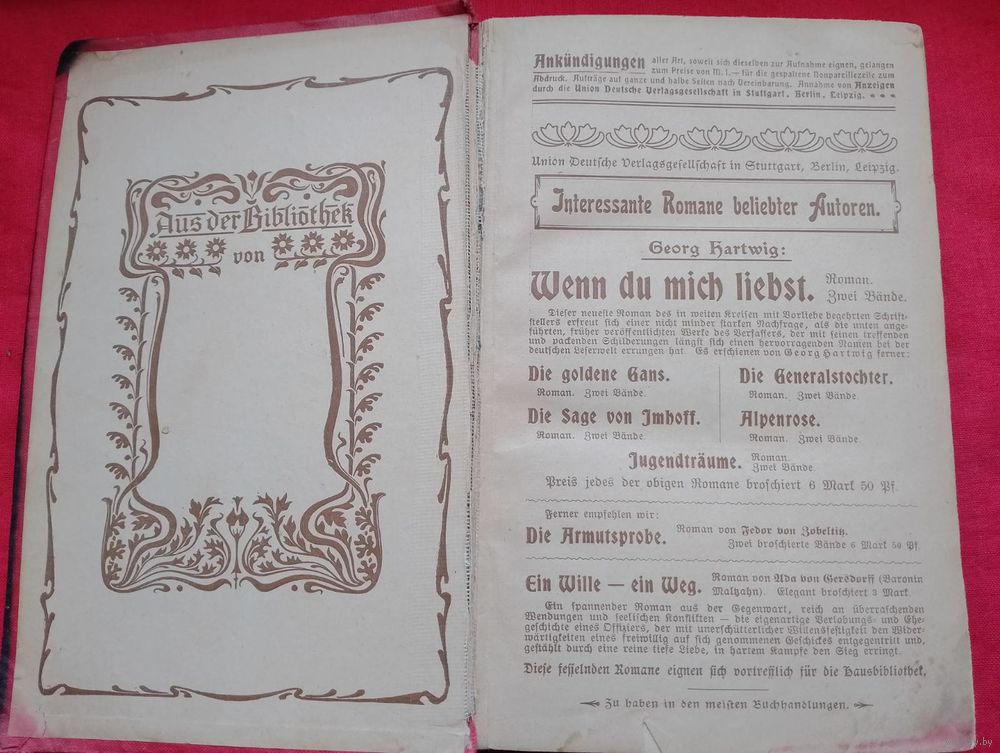 Aus der Bibliothek
von
Ankündigungen aller Art, soweit sich dieselben zur Aufnahme eignen, gelangen
zum Preise von M. 1.— für die gespaltene Nonpareillezeile zum
Abdruck. Aufträge auf ganze und halbe Seiten nach Vereinbarung. Annahme von Anzeigen
durch die Union Deutsche Verlagsgesellschaft in Stuttgart, Berlin, Leipzig.
Union Deutsche Verlagsgesellschaft in Stuttgart, Berlin, Leipzig.
Interessante Romane beliebter Autoren.
Georg Hartwig:
Wenn du mich liebst. Roman.
Zwei Bände.
Dieser neueste Roman des in weiten Kreisen mit Vorliebe begehrten Schrift-
stellers erfreut sich einer nicht minder starken Nachfrage, als die unten ange-
führten, früher veröffentlichten Werke des Verfassers, der mit seinen treffenden
und packenden Schilderungen längst sich einen hervorragenden Namen bei der
deutschen Leserwelt errungen hat. Es erschienen von Georg Hartwig ferner:
Die goldene Gans.
Roman. Zwei Bände.
Die Generalstochter.
Roman. Zwei Bände
Die Sage von Imhoff.
Roman. Zwei Bände
Alpenrose.
Roman. Zwei Bände
Jugendträume. Roman.
Zwei Bände.
Preis jedes der obigen Romane broschiert 6 Mark 50 Pf.
Ferner empfehlen wir:
Die Armutsprobe. Roman von Fedor von Zobeltitz.
Zwei broschierte Bände 6 Mark 50 Pf.
Ein Wille — ein Weg. Roman von Ada von Gersdorff (Baronin
Maltzahn). Elegant broschiert 3 Mark.
Ein spannender Roman aus der Gegenwart, reich an überraschenden
Wendungen und seelischen Konflikten — die eigenartige Verlobungs- und Ehe-
geschichte eines Offiziers, der mit unerschütterlicher Willensfestigkeit den Wider-
wärtigkeiten eines freiwillig auf sich genommenen Geschickes entgegentritt und,
gestählt durch eine reine tiefe Liebe, in hartem Kampfe den Sieg erringt.
Diese fesselnden Romane eignen sich vortrefflich für die Hausbibliothek.
Zu haben in den meisten Buchhandlungen.